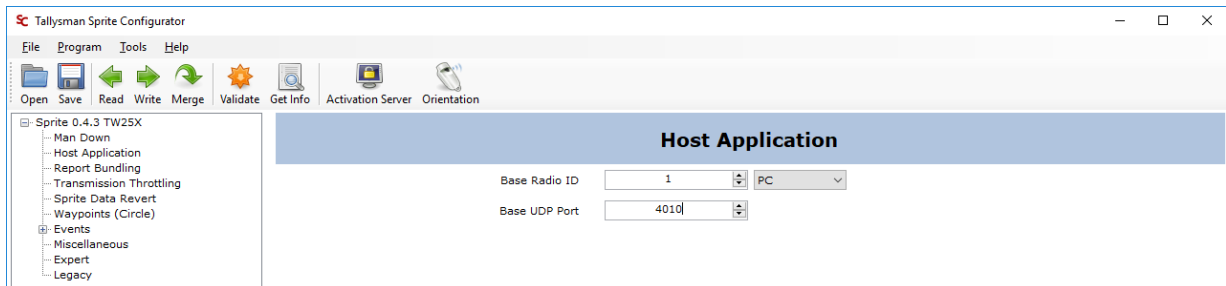 SC Tallysman Sprite Configurator
File Program Tools Help
Open Save Read Write Merge Validate Get Info Activation Server Orientation
Sprite 0.4.3 TW25X
Man Down
Host Application
Report Bundling
Transmission Throttling
Sprite Data Revert
Waypoints (Circle)
Events
Miscellaneous
Expert
Legacy
Host Application
Base Radio ID 1 PC
Base UDP Port 4010